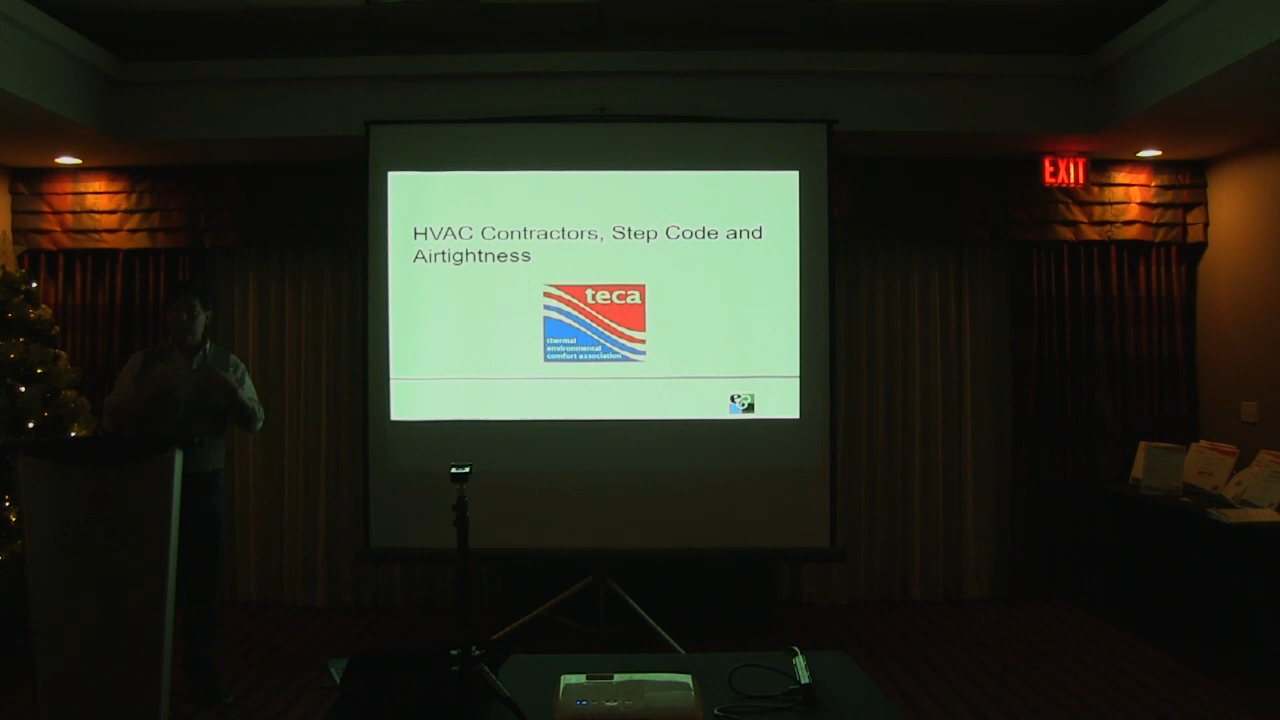 EXIT
HVAC Contractors, Step Code and
Airtightness
teca
thermal
environmental
comfort association